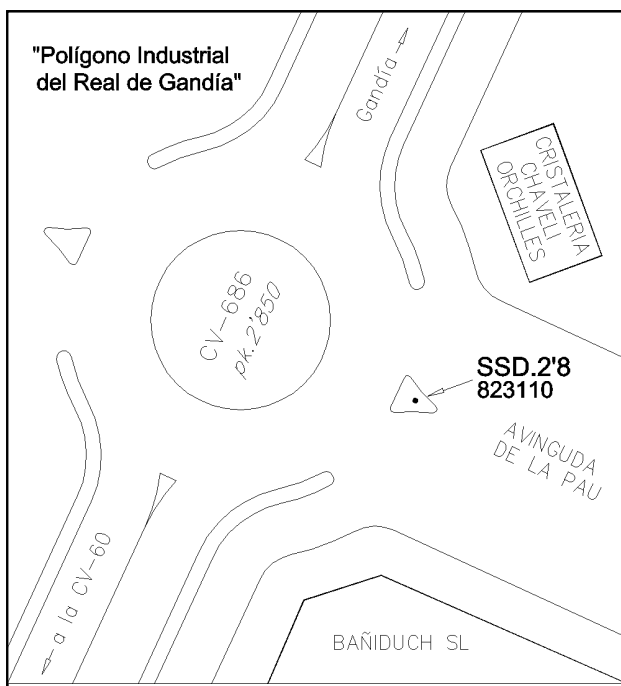 "Polígono Industrial
del Real de Gandía"
Gandía
CRISTALERIA
CHAVELI
ORCHILLES
CV-686
pk.2'850
SSD.2'8
823110
AVINGUDA
DE LA PAU
a la CV-60
BAÑIDUCH SL